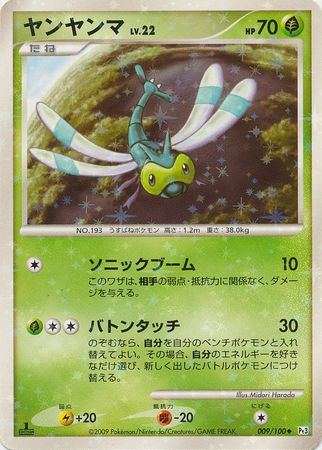 ヤンヤンマ LV.22 HP 70
たね
NO.193 うすばねポケモン 高さ:1.2m 重さ:38.0kg
ソニックブーム 10
このワザは、相手の弱点・抵抗力に関係なく、ダメー
ジを与える。
バトンタッチ 30
のぞむなら、自分を自分のベンチポケモンと入れ
替えてよい。その場合、自分のエネルギーを好き
なだけ選び、新しく出したバトルポケモンにつけ
替える。
Illus.Midori Harada
弱点 +20 抵抗力 -20 にげる
1 EDITION ©2009 Pokémon/Nintendo/Creatures/GAME FREAK. 009/100 Pt3